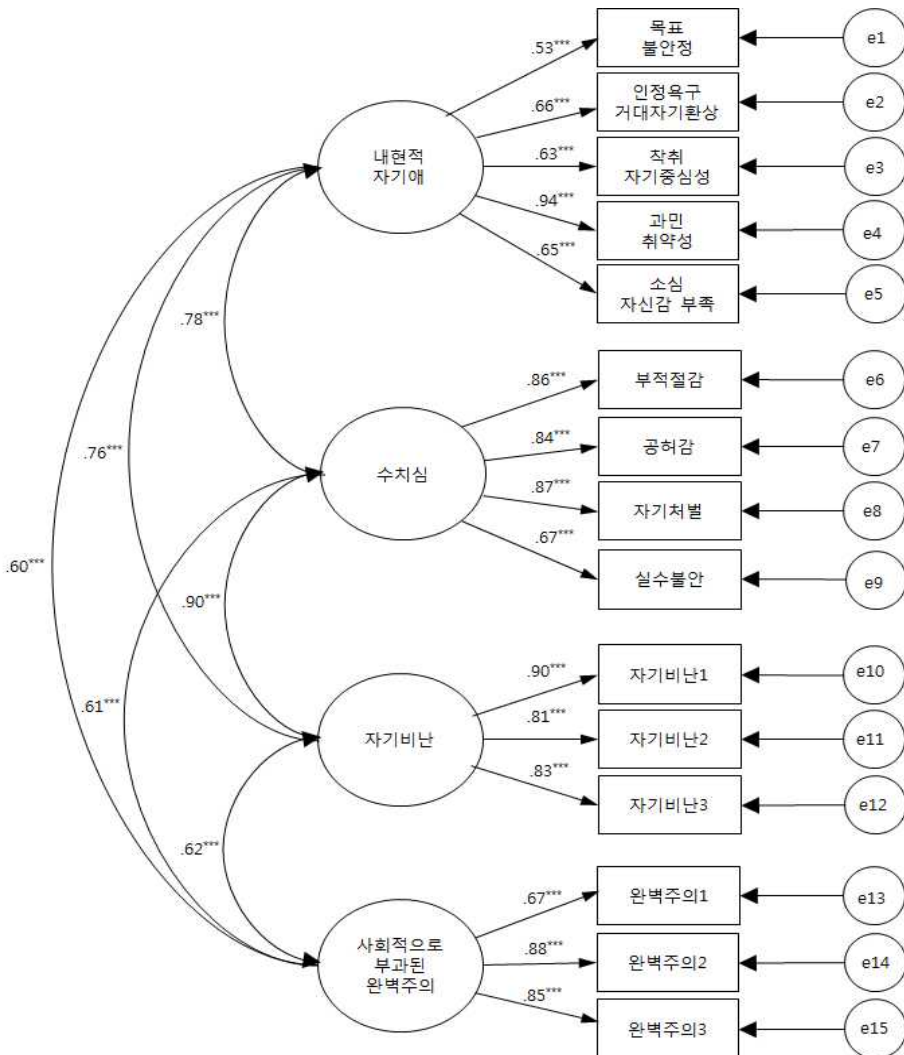 목표
불안정
e1
.53***
인정욕구
거대자기환상
e2
.66***
내현적
자기애
착취
자기중심성
e3
.63***
과민
취약성
e4
.94***
소심
자신감 부족
e5
.65***
.78***
부적절감
e6
.86***
.76***
공허감
e7
.84***
수치심
자기처벌
e8
.87***
.67***
.60***
실수불안
e9
.90***
자기비난1
e10
.90***
.61***
.81***
자기비난
자기비난2
e11
.83***
자기비난3
e12
.62***
.67***
완벽주의1
e13
사회적으로
부과된
완벽주의
.88***
완벽주의2
e14
.85***
완벽주의3
e15